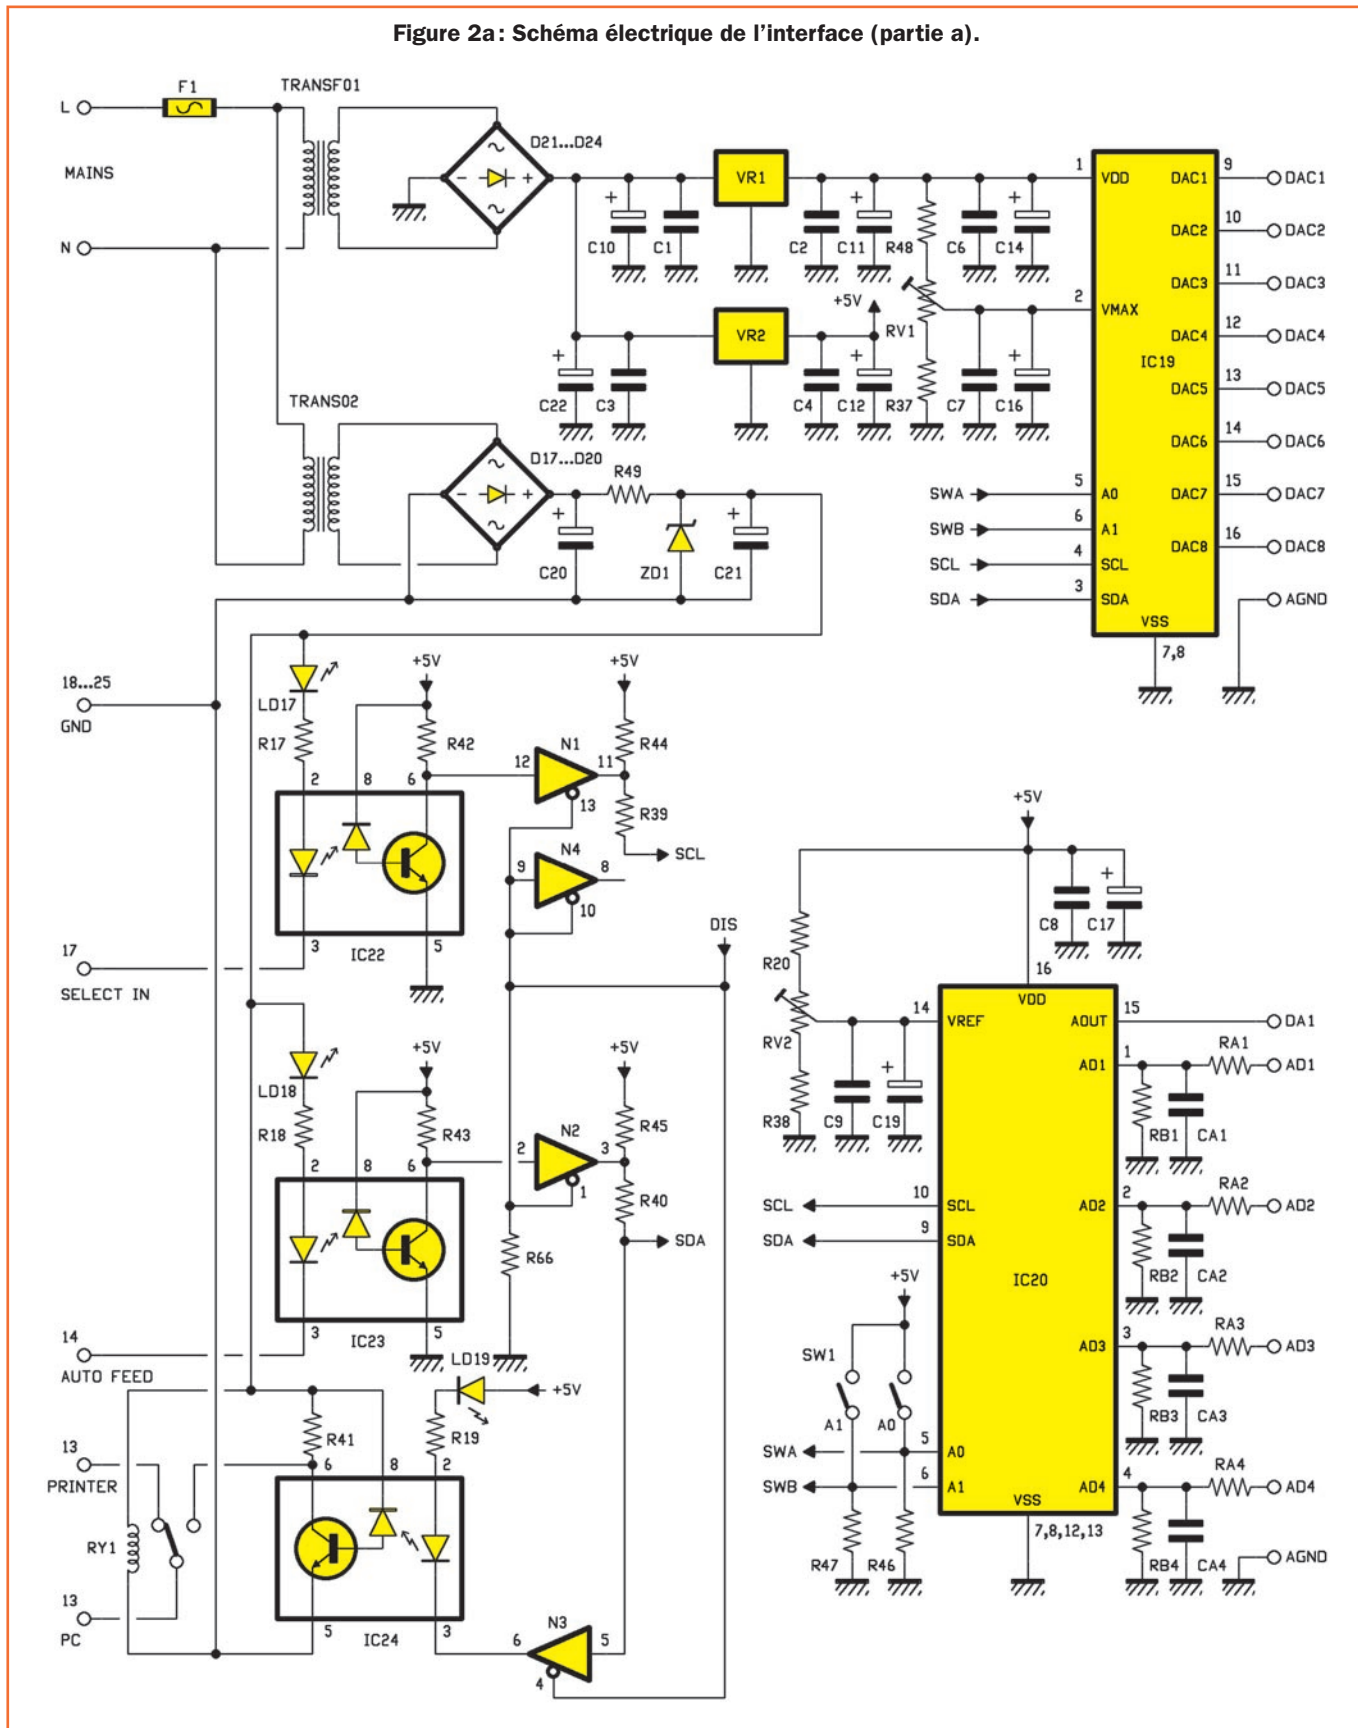 Figure 2a: Schéma électrique de l'interface (partie a).
F1
TRANSFO1
L
MAINS
N
D21...D24
+
VR1
C10
C1
C2
C11
R48
C6
C14
1
VDD
DAC1
9
DAC1
DAC2
10
DAC2
DAC3
11
DAC3
2
VMAX
DAC4
12
DAC4
IC19
DAC5
13
DAC5
DAC6
14
DAC6
DAC7
15
DAC7
DAC8
16
DAC8
AGND
+5V
RV1
VR2
+
C22
C3
C4
C12
R37
C7
C16
SWA
5
A0
SWB
6
A1
SCL
4
SCL
SDA
3
SDA
VSS
7,8
TRANS02
D17...D20
R49
+
C20
ZD1
C21
18...25
GND
LD17
R17
+5V
R42
2
8
6
3
5
IC22
12
N1
11
13
+5V
R44
R39
SCL
9
N4
8
10
DIS
17
SELECT IN
LD18
R18
+5V
R43
2
8
6
3
5
IC23
2
N2
3
1
+5V
R45
R40
SDA
R66
14
AUTO FEED
LD19
+5V
R41
R19
6
8
2
5
3
IC24
13
PRINTER
RY1
13
PC
6
N3
5
4
+5V
C8
C17
R20
RV2
R38
C9
C19
16
VDD
14
VREF
AOUT
15
DA1
AD1
1
RA1
AD1
RB1
CA1
SCL
10
SCL
SDA
9
SDA
AD2
2
RA2
AD2
RB2
CA2
IC20
+5V
SW1
A1
A0
AD3
3
RA3
AD3
RB3
CA3
SWA
5
A0
SWB
6
A1
AD4
4
RA4
AD4
RB4
CA4
VSS
7,8,12,13
R47
R46
AGND